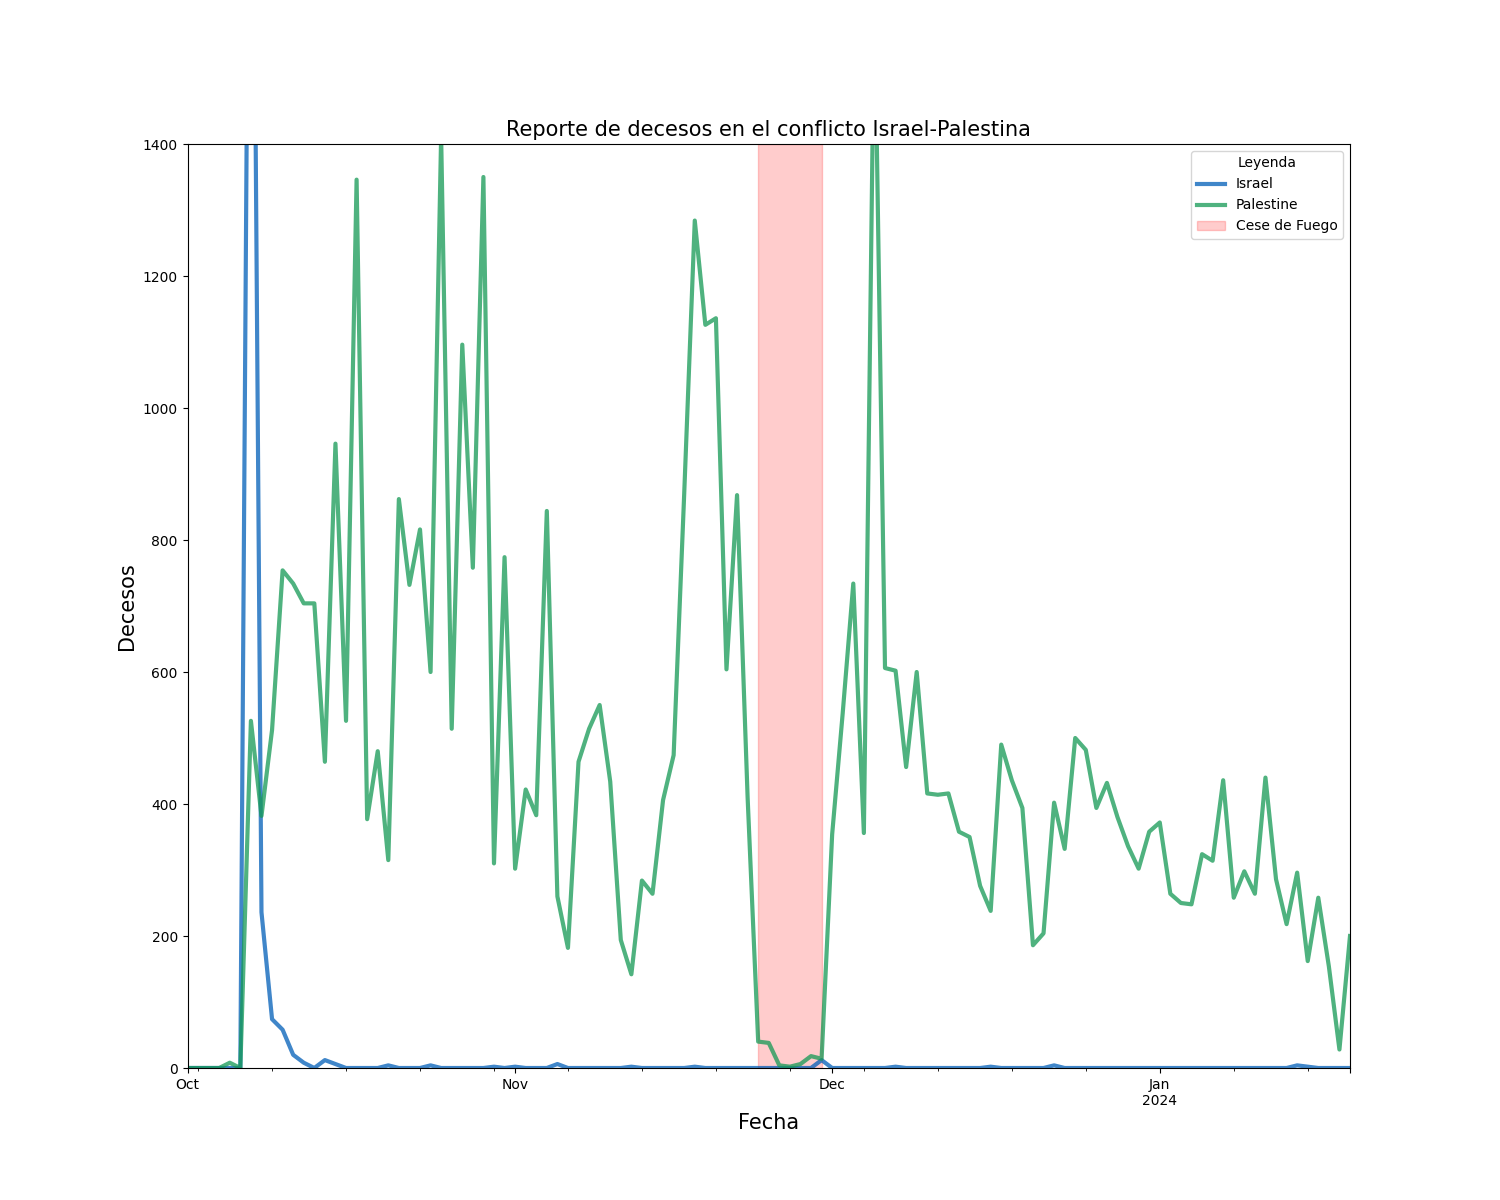 Reporte de decesos en el conflicto Israel-Palestina
1400
1200
1000
800
600
400
200
0
Decesos
Leyenda
Israel
Palestine
Cese de Fuego
Oct
Nov
Dec
Jan
2024
Fecha